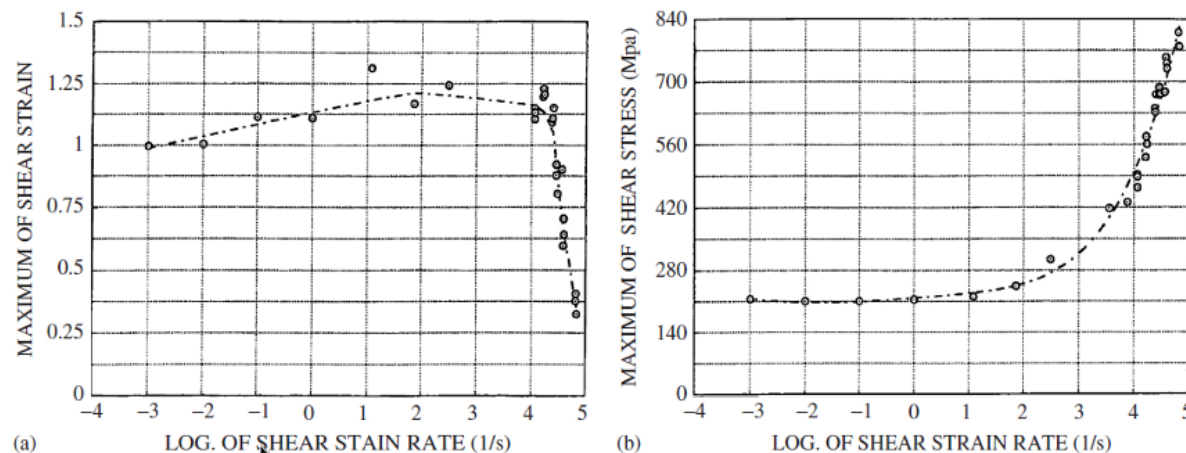 MAXIMUM OF SHEAR STRAIN
1.5
1.25
1
0.75
0.5
0.25
0
−4 −3 −2 −1 0 1 2 3 4 5
(a) LOG. OF SHEAR STAIN RATE (1/s)
MAXIMUM OF SHEAR STRESS (Mpa)
840
700
560
420
280
140
0
−4 −3 −2 −1 0 1 2 3 4 5
(b) LOG. OF SHEAR STRAIN RATE (1/s)